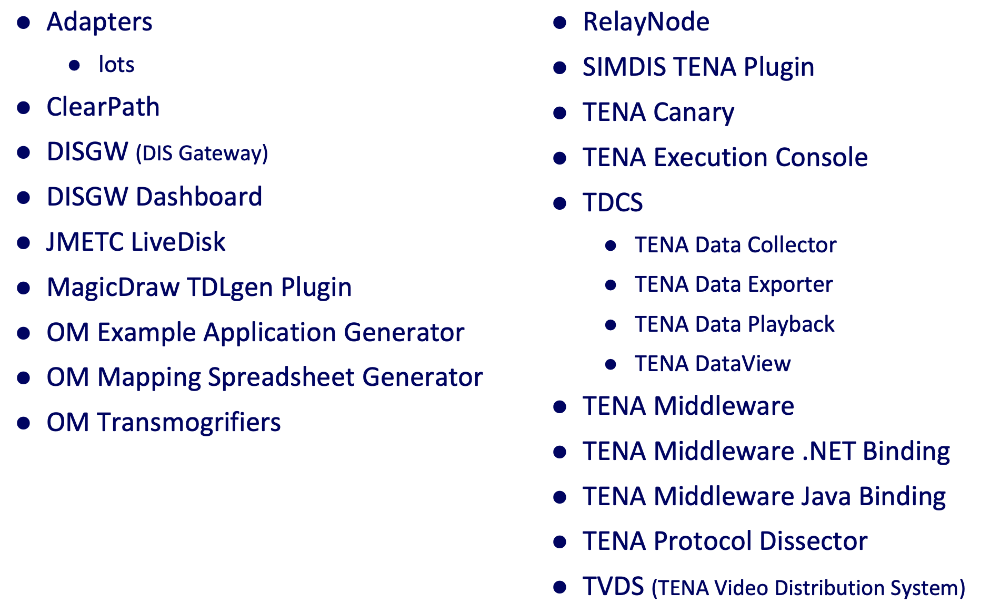 Adapters
lots
ClearPath
DISGW (DIS Gateway)
DISGW Dashboard
JMETC LiveDisk
MagicDraw TDLgen Plugin
OM Example Application Generator
OM Mapping Spreadsheet Generator
OM Transmogrifiers
RelayNode
SIMDIS TENA Plugin
TENA Canary
TENA Execution Console
TDCS
TENA Data Collector
TENA Data Exporter
TENA Data Playback
TENA DataView
TENA Middleware
TENA Middleware .NET Binding
TENA Middleware Java Binding
TENA Protocol Dissector
TVDS (TENA Video Distribution System)